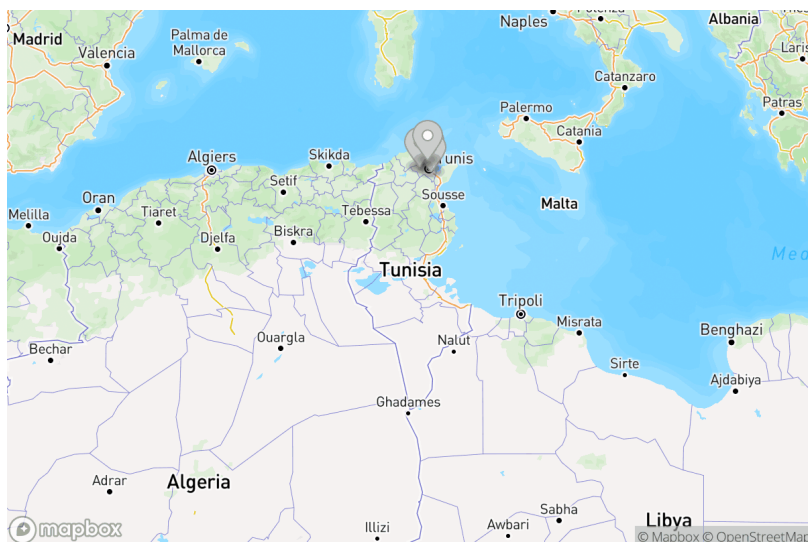 Naples
Potenza
Albania
Madrid
Palma de
Mallorca
Valencia
Laris
Catanzaro
Palermo
Patras
Catania
Algiers
Skikda
Tunis
Setif
Oran
Sousse
Malta
Melilla
Tiaret
Tebessa
Oujda
Djelfa
Biskra
Med
Tunisia
Tripoli
Misrata
Benghazi
Ouargla
Nalut
Bechar
Sirte
Ajdabiya
Ghadames
Adrar
Algeria
Sabha
Libya
Illizi
Awbari
mapbox
© Mapbox © OpenStreetMap